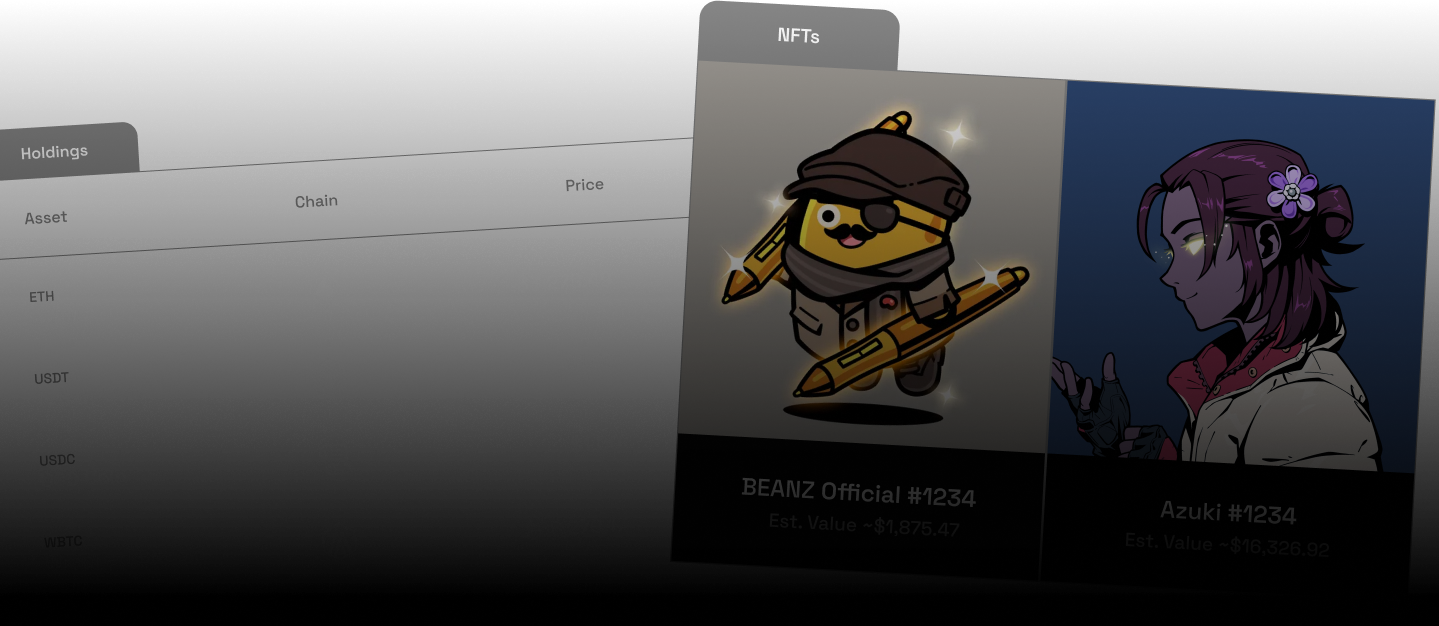 NFTs
Holdings
Asset Chain Price
ETH
USDT
USDC
WBTC
BEANZ Official #1234
Est. Value ~$1,875.47
Azuki #1234
Est. Value ~$16,326.92